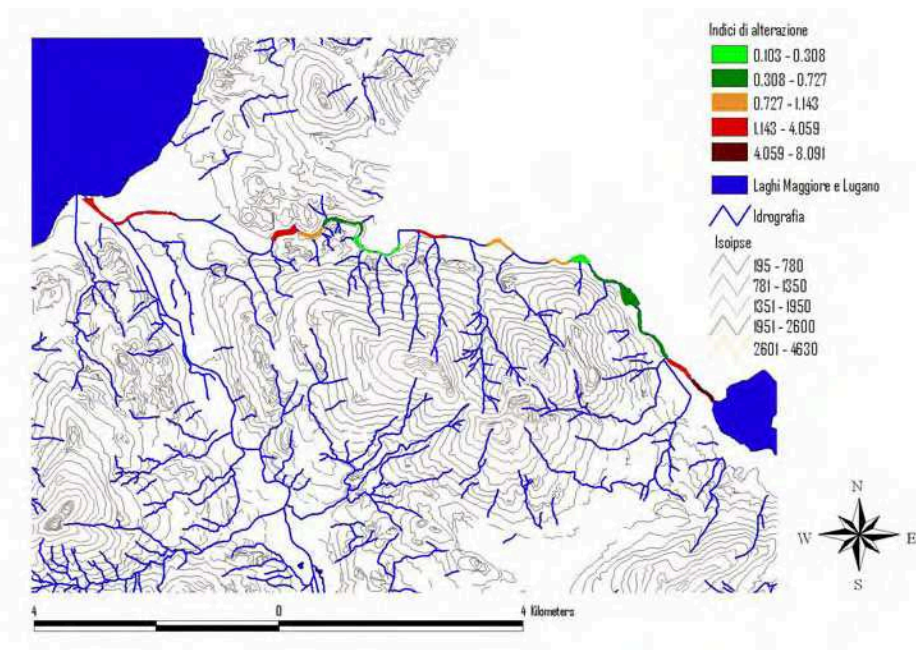 Indici di alterazione
0.103 - 0.308
0.308 - 0.727
0.727 - 1.143
1.143 - 4.059
4.059 - 8.091
Laghi Maggiore e Lugano
Idrografia
Isoipse
195 - 780
781 - 1350
1351 - 1950
1951 - 2600
2601 - 4630
N
W E
S
4 0 4 Kilometers